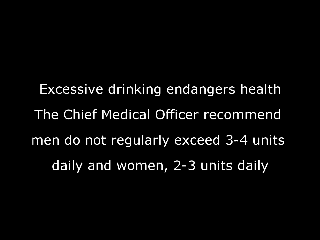 Excessive drinking endangers health
The Chief Medical Officer recommend
men do not regularly exceed 3-4 units
daily and women, 2-3 units daily